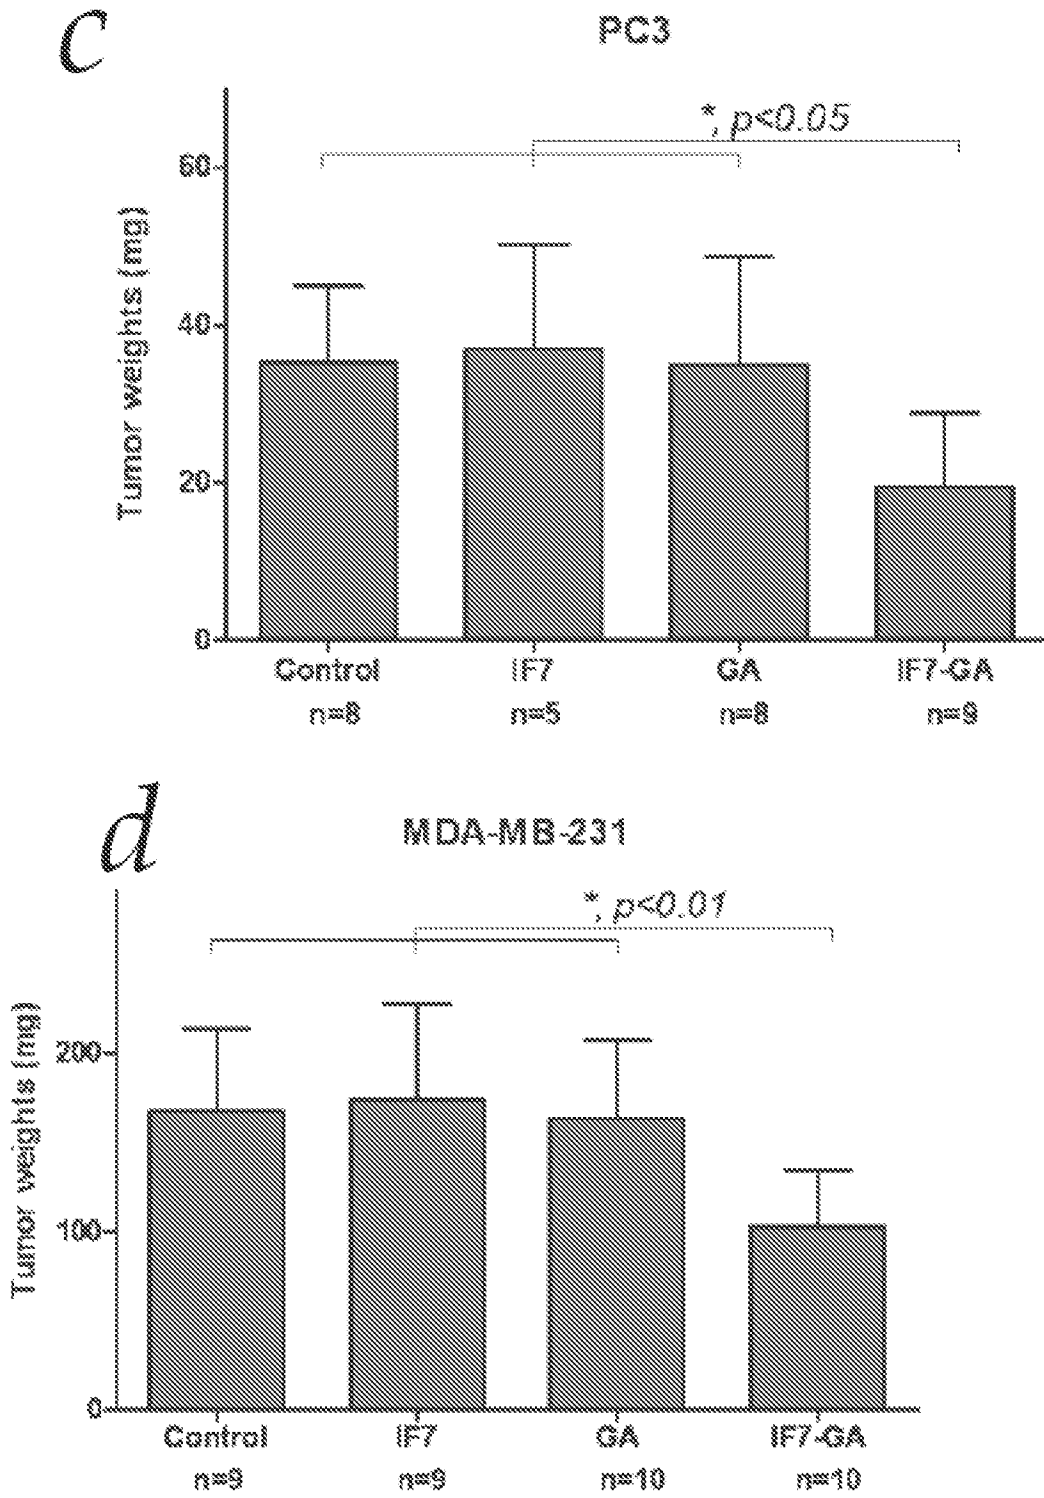 c
PC3
*, p<0.05
60
40
20
0
Tumor weights (mg)
Control IF7 GA IF7-GA
n=8 n=5 n=8 n=9
d
MDA-MB-231
*, p<0.01
200
100
0
Tumor weights (mg)
Control IF7 GA IF7-GA
n=9 n=9 n=10 n=10